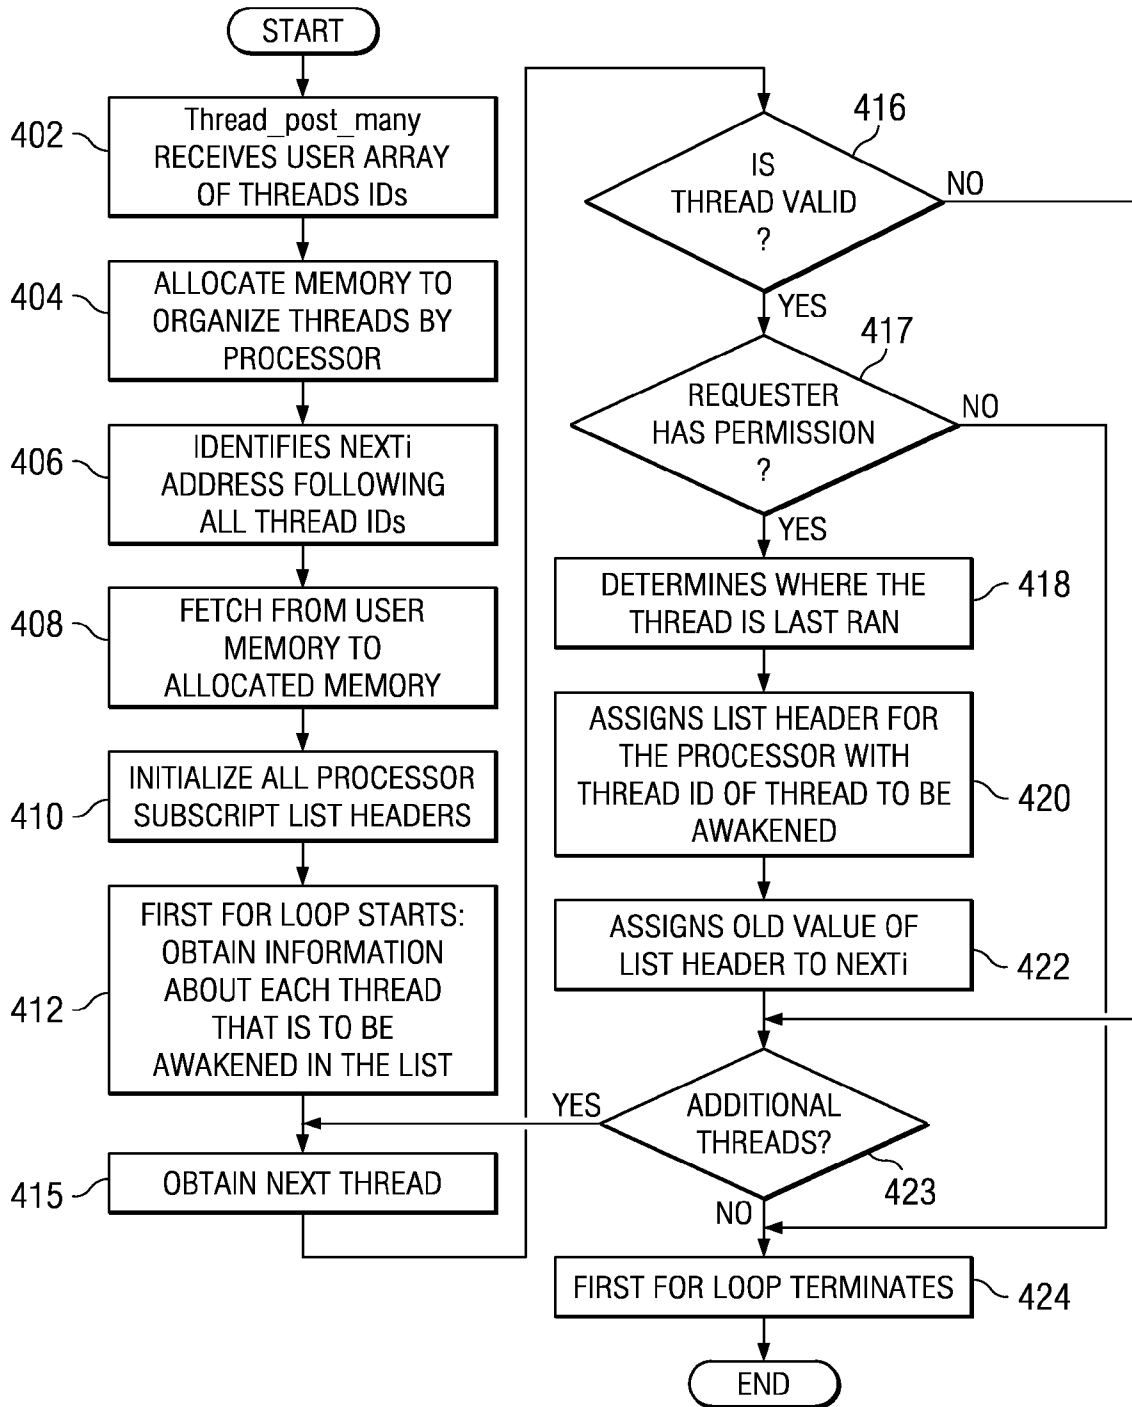 START
402
Thread_post_many
RECEIVES USER ARRAY
OF THREADS IDs
404
ALLOCATE MEMORY TO
ORGANIZE THREADS BY
PROCESSOR
406
IDENTIFIES NEXTi
ADDRESS FOLLOWING
ALL THREAD IDs
408
FETCH FROM USER
MEMORY TO
ALLOCATED MEMORY
410
INITIALIZE ALL PROCESSOR
SUBSCRIPT LIST HEADERS
412
FIRST FOR LOOP STARTS:
OBTAIN INFORMATION
ABOUT EACH THREAD
THAT IS TO BE
AWAKENED IN THE LIST
415
OBTAIN NEXT THREAD
416
IS
THREAD VALID
?
NO
YES
417
REQUESTER
HAS PERMISSION
?
NO
YES
DETERMINES WHERE THE
THREAD IS LAST RAN
418
ASSIGNS LIST HEADER FOR
THE PROCESSOR WITH
THREAD ID OF THREAD TO BE
AWAKENED
420
ASSIGNS OLD VALUE OF
LIST HEADER TO NEXTi
422
YES
ADDITIONAL
THREADS?
423
NO
FIRST FOR LOOP TERMINATES
424
END